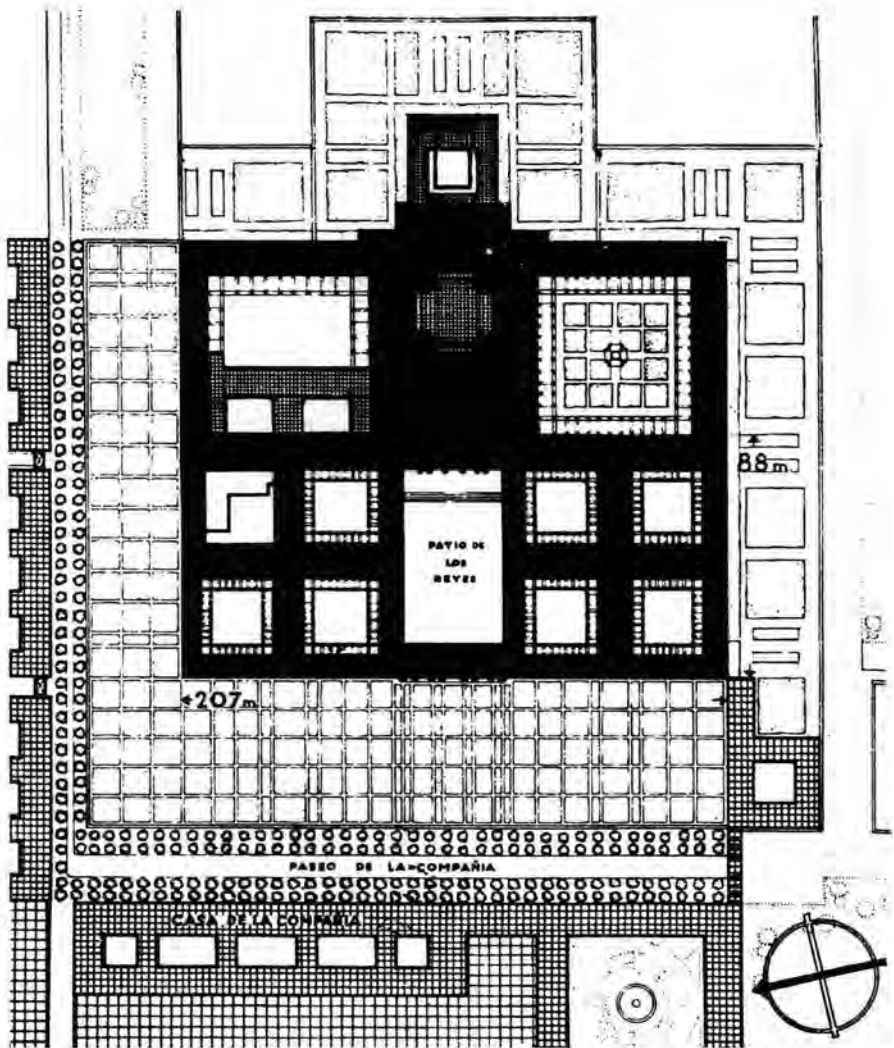 88m
PATIO DE
LOS
REYES
207m
PASEO DE LA COMPAÑIA
CASA DE LA COMPAÑIA